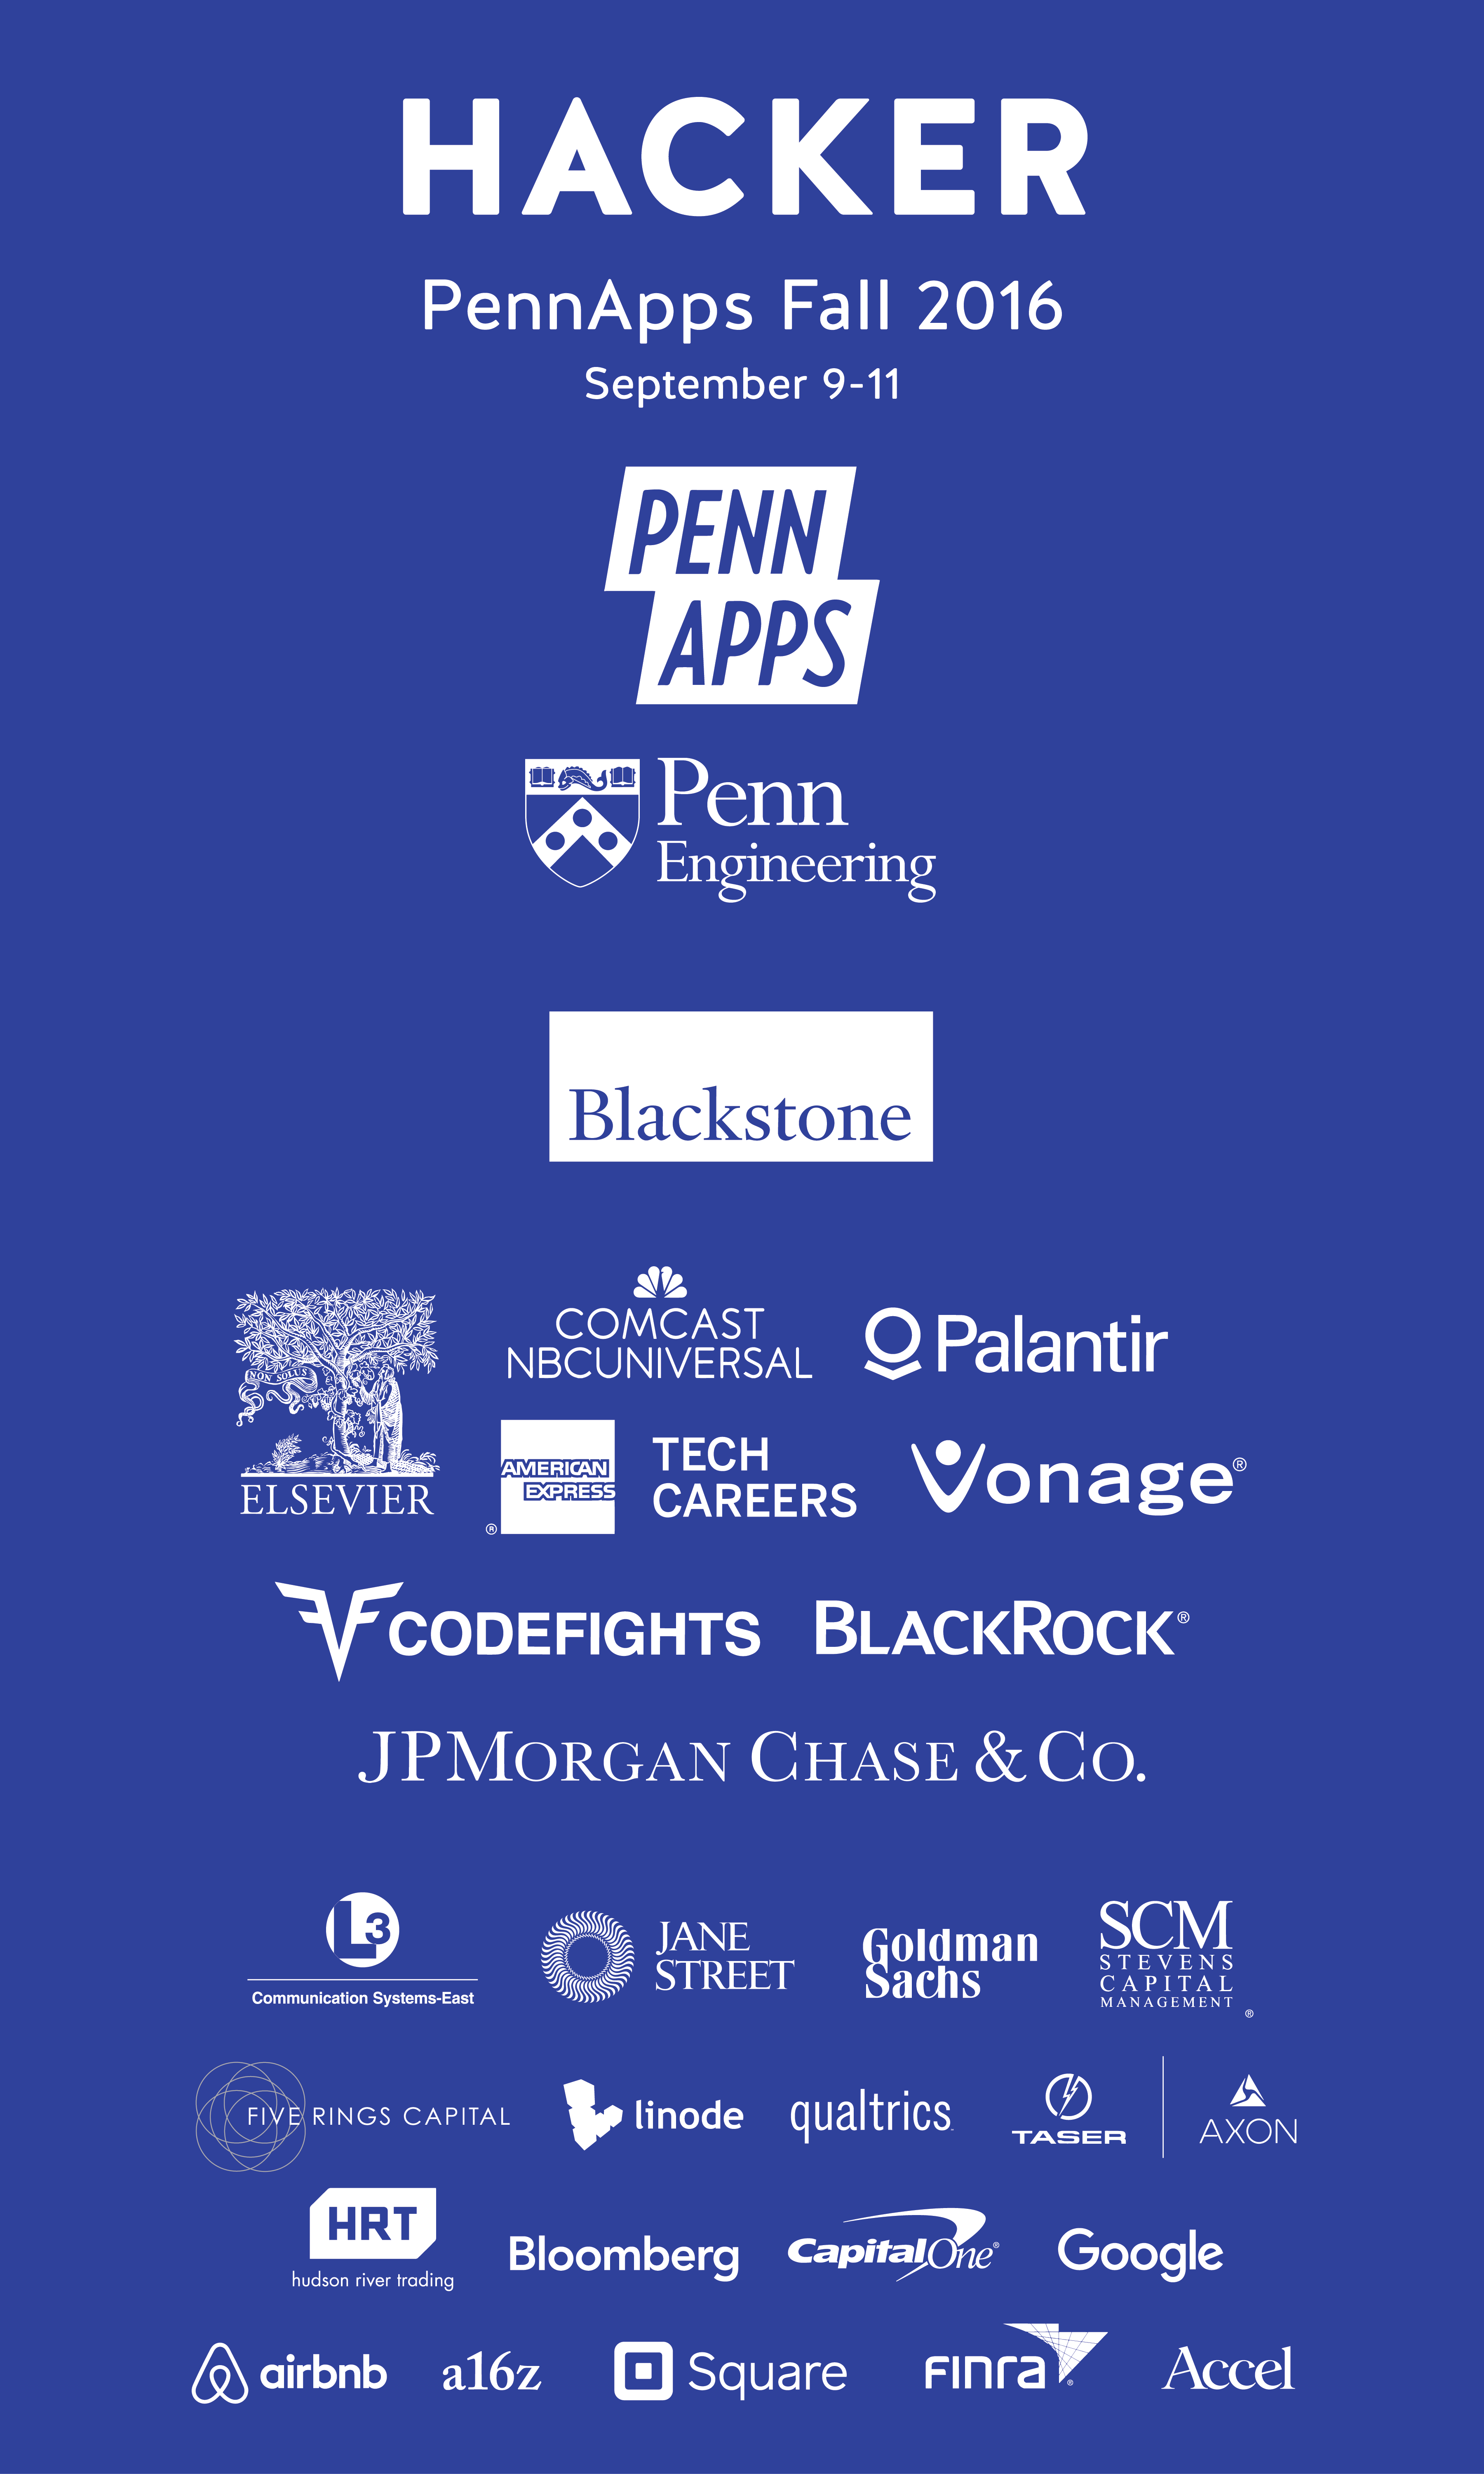 HACKER
PennApps Fall 2016
September 9-11
PENN
APPS
Penn
Engineering
Blackstone
NON SOLUS
ELSEVIER
COMCAST
NBCUNIVERSAL
Palantir
AMERICAN
EXPRESS
®
TECH
CAREERS
Vonage®
CODEFIGHTS
BLACKROCK®
JPMORGAN CHASE & CO.
L3
Communication Systems-East
JANE
STREET
Goldman
Sachs
SCM
STEVENS
CAPITAL
MANAGEMENT
®
FIVE RINGS CAPITAL
linode
qualtrics
TASER
AXON
HRT
hudson river trading
Bloomberg
CapitalOne®
Google
airbnb
a16z
Square
FINra®
Accel